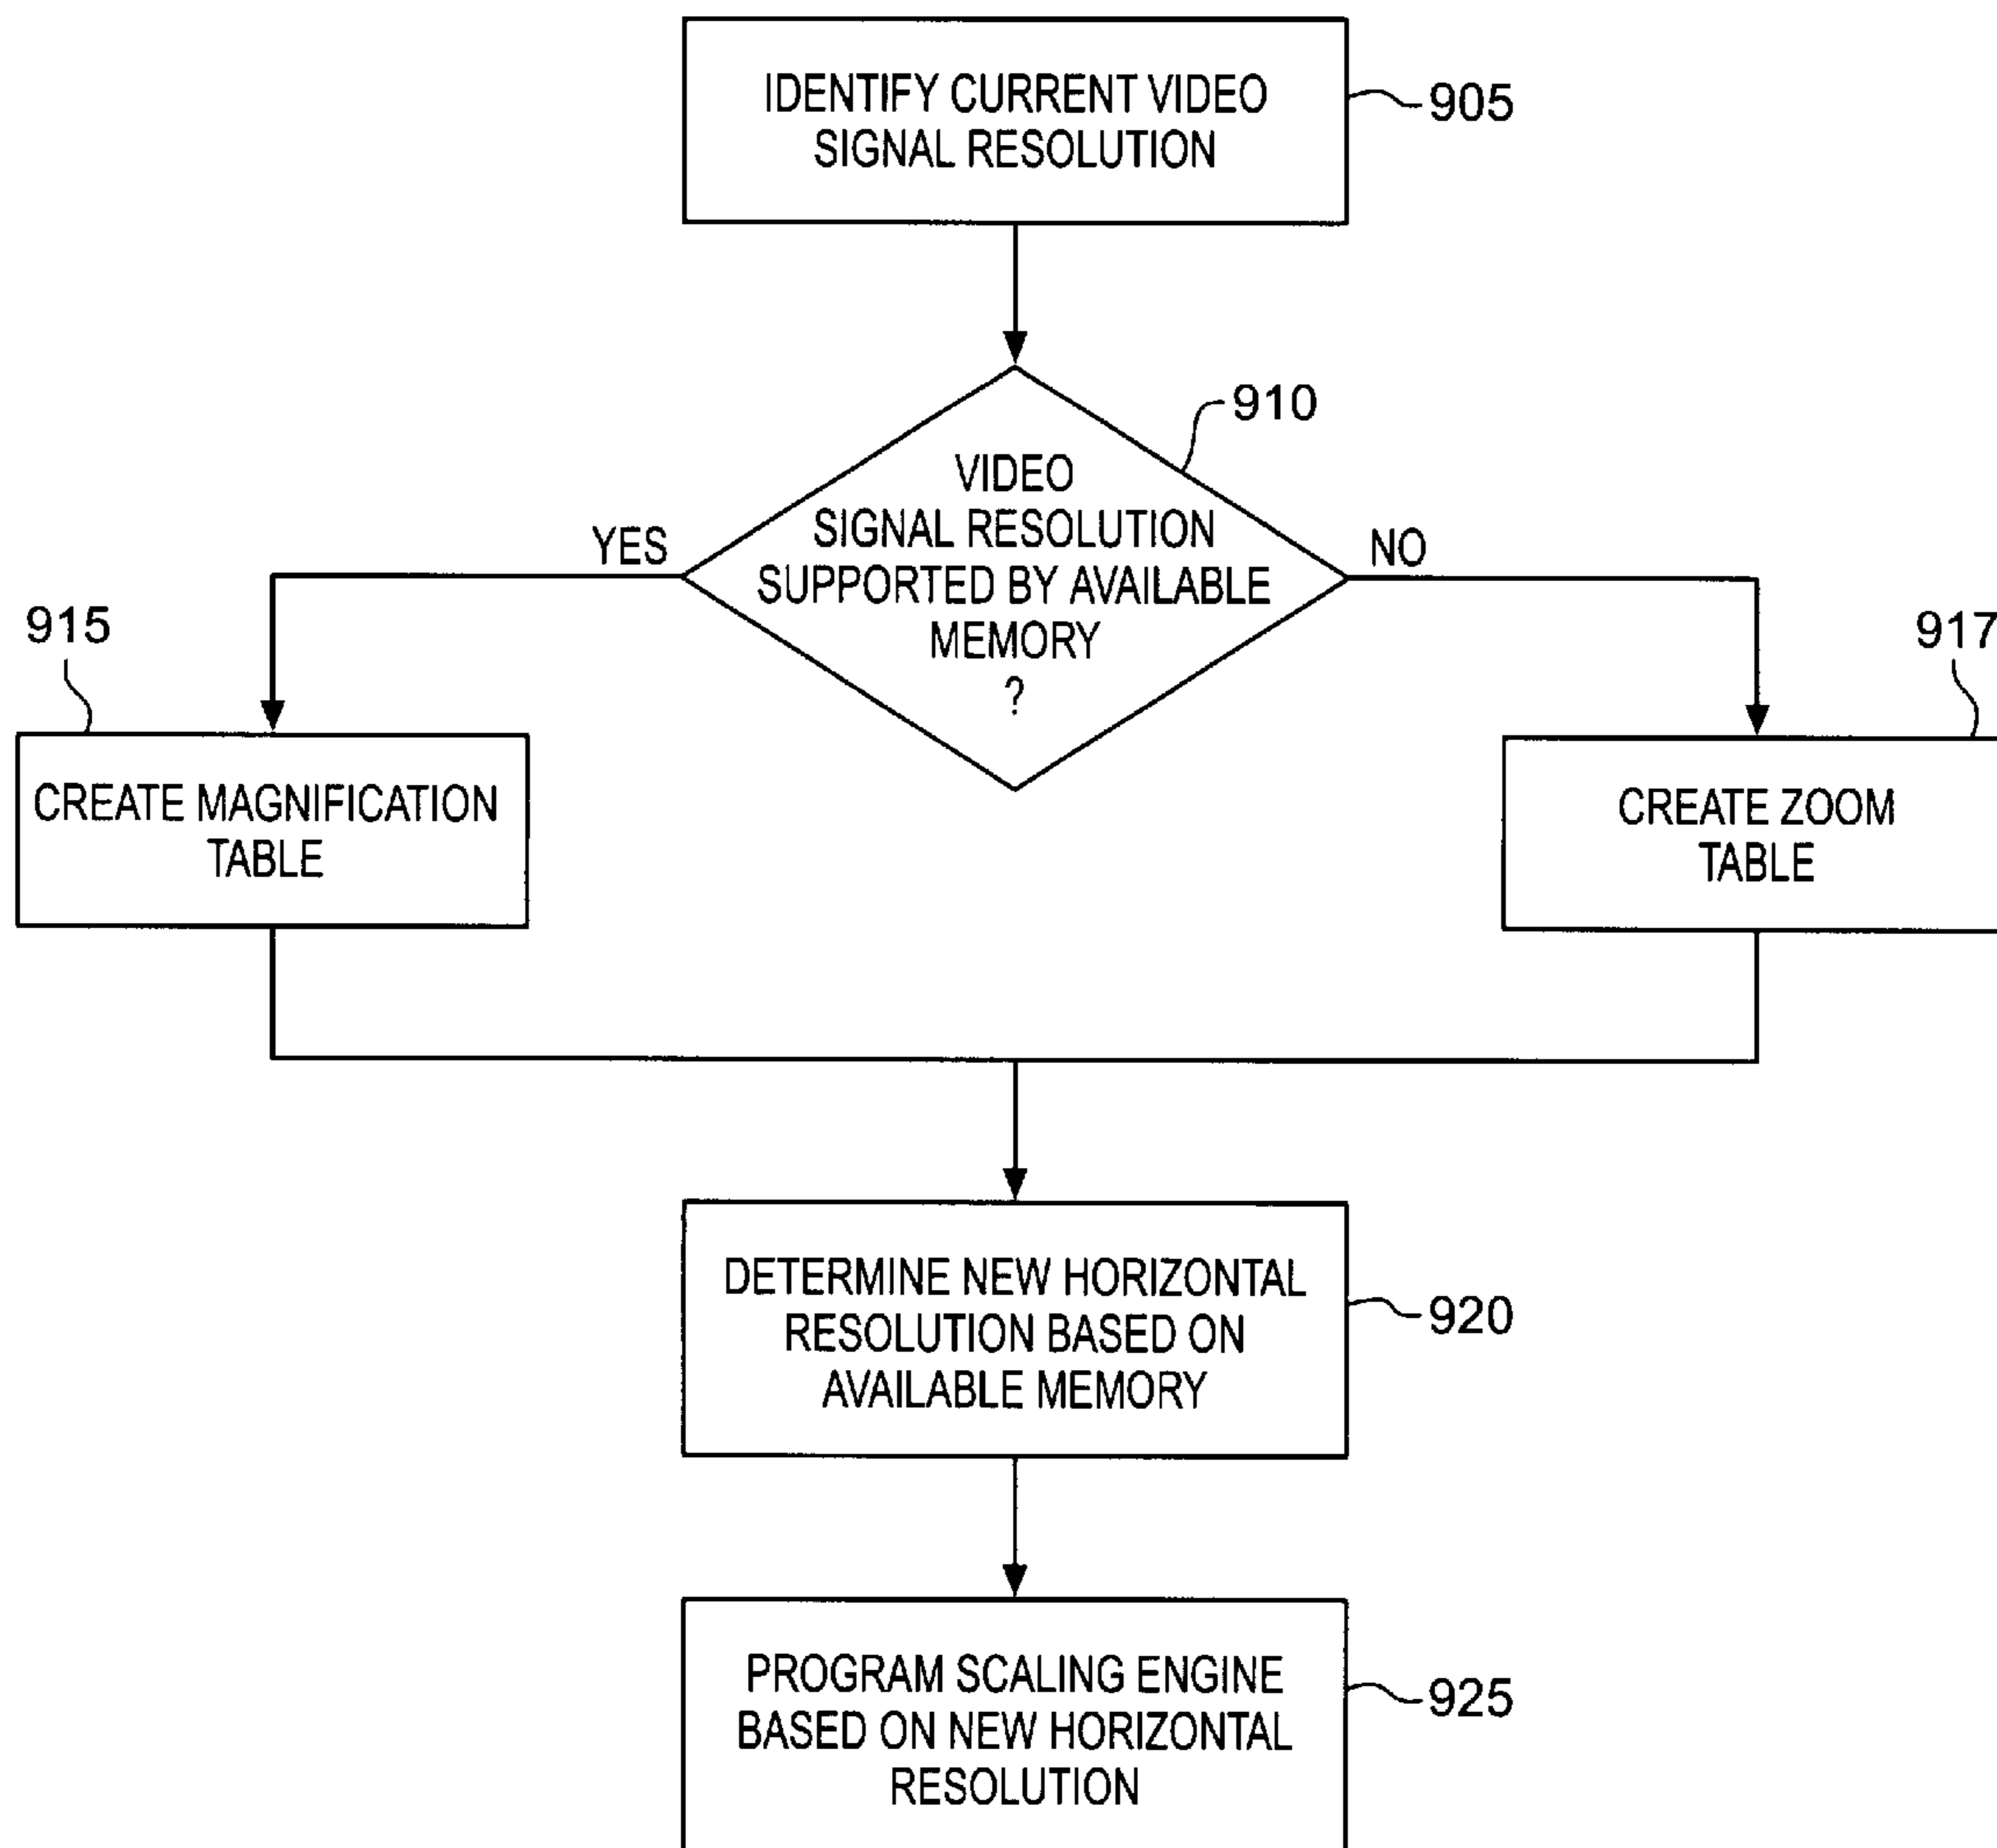 IDENTIFY CURRENT VIDEO
SIGNAL RESOLUTION
905
910
VIDEO
SIGNAL RESOLUTION
SUPPORTED BY AVAILABLE
MEMORY
?
YES
NO
915
917
CREATE MAGNIFICATION
TABLE
CREATE ZOOM
TABLE
DETERMINE NEW HORIZONTAL
RESOLUTION BASED ON
AVAILABLE MEMORY
920
PROGRAM SCALING ENGINE
BASED ON NEW HORIZONTAL
RESOLUTION
925